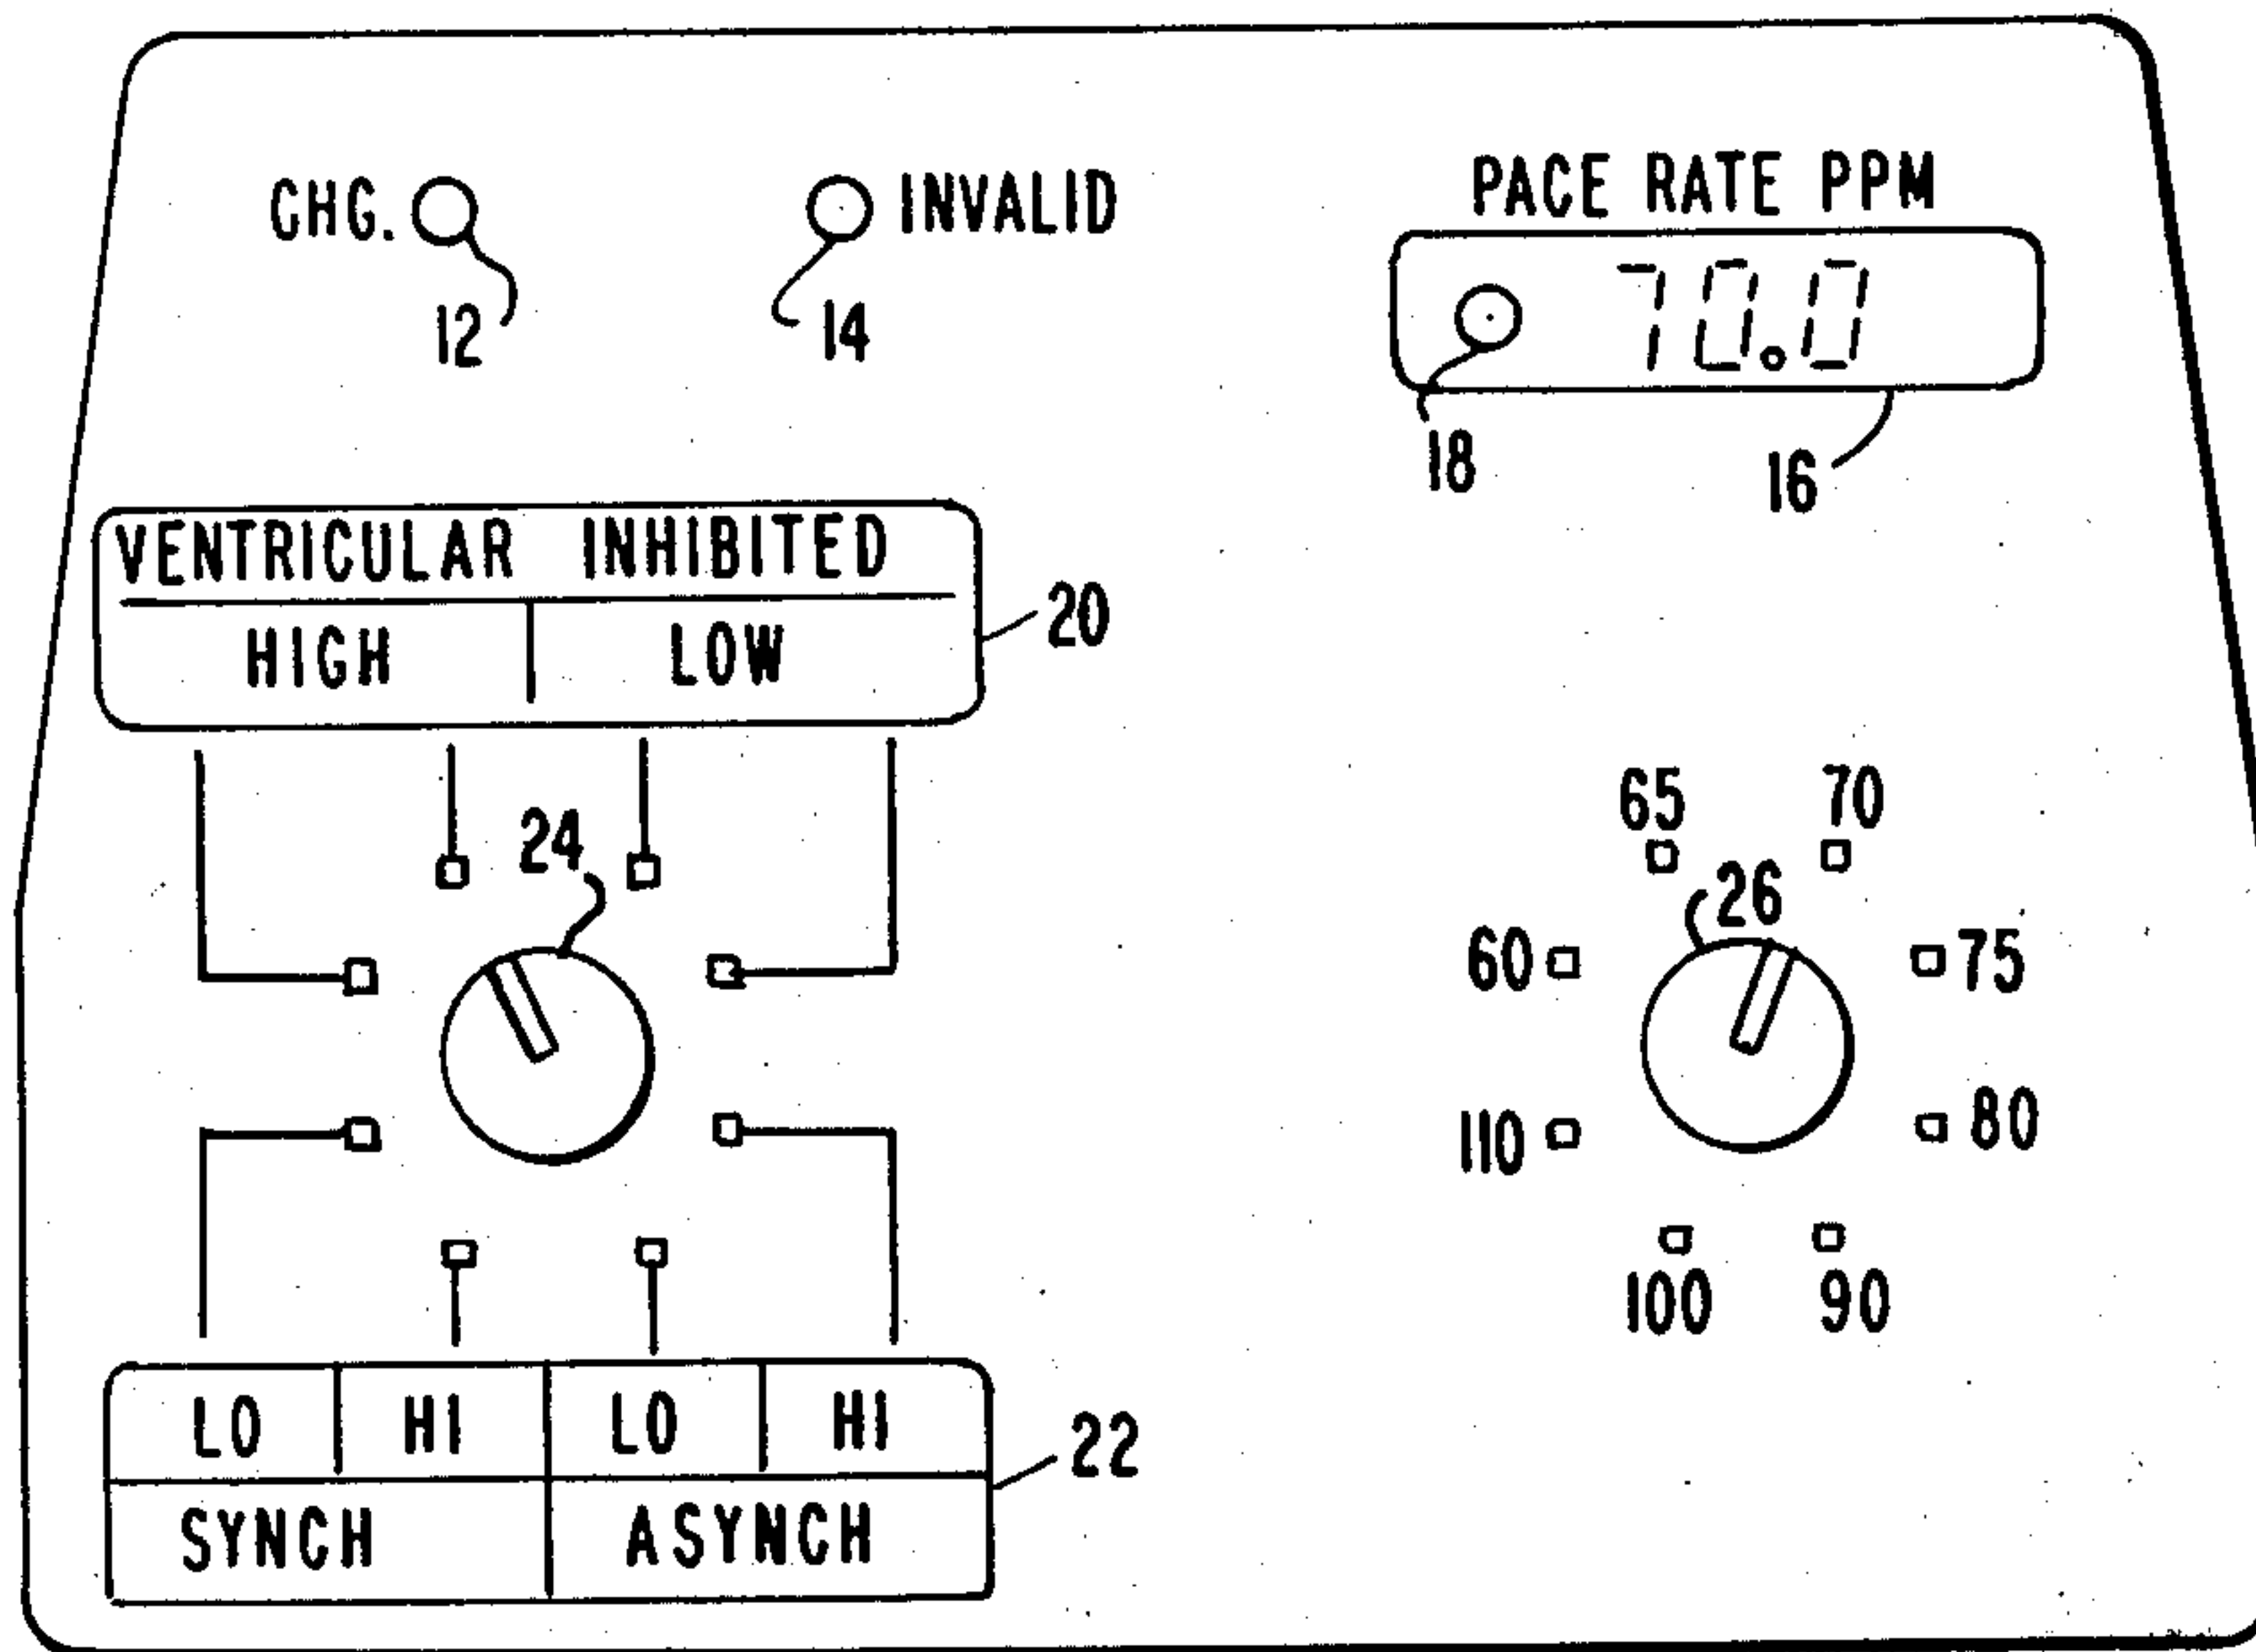 CHG. INVALID
PACE RATE PPM
70.0
12 14
18 16
VENTRICULAR INHIBITED
HIGH LOW
20
24
65 70
26
60 75
110 80
100 90
LO HI LO HI
22
SYNCH ASYNCH